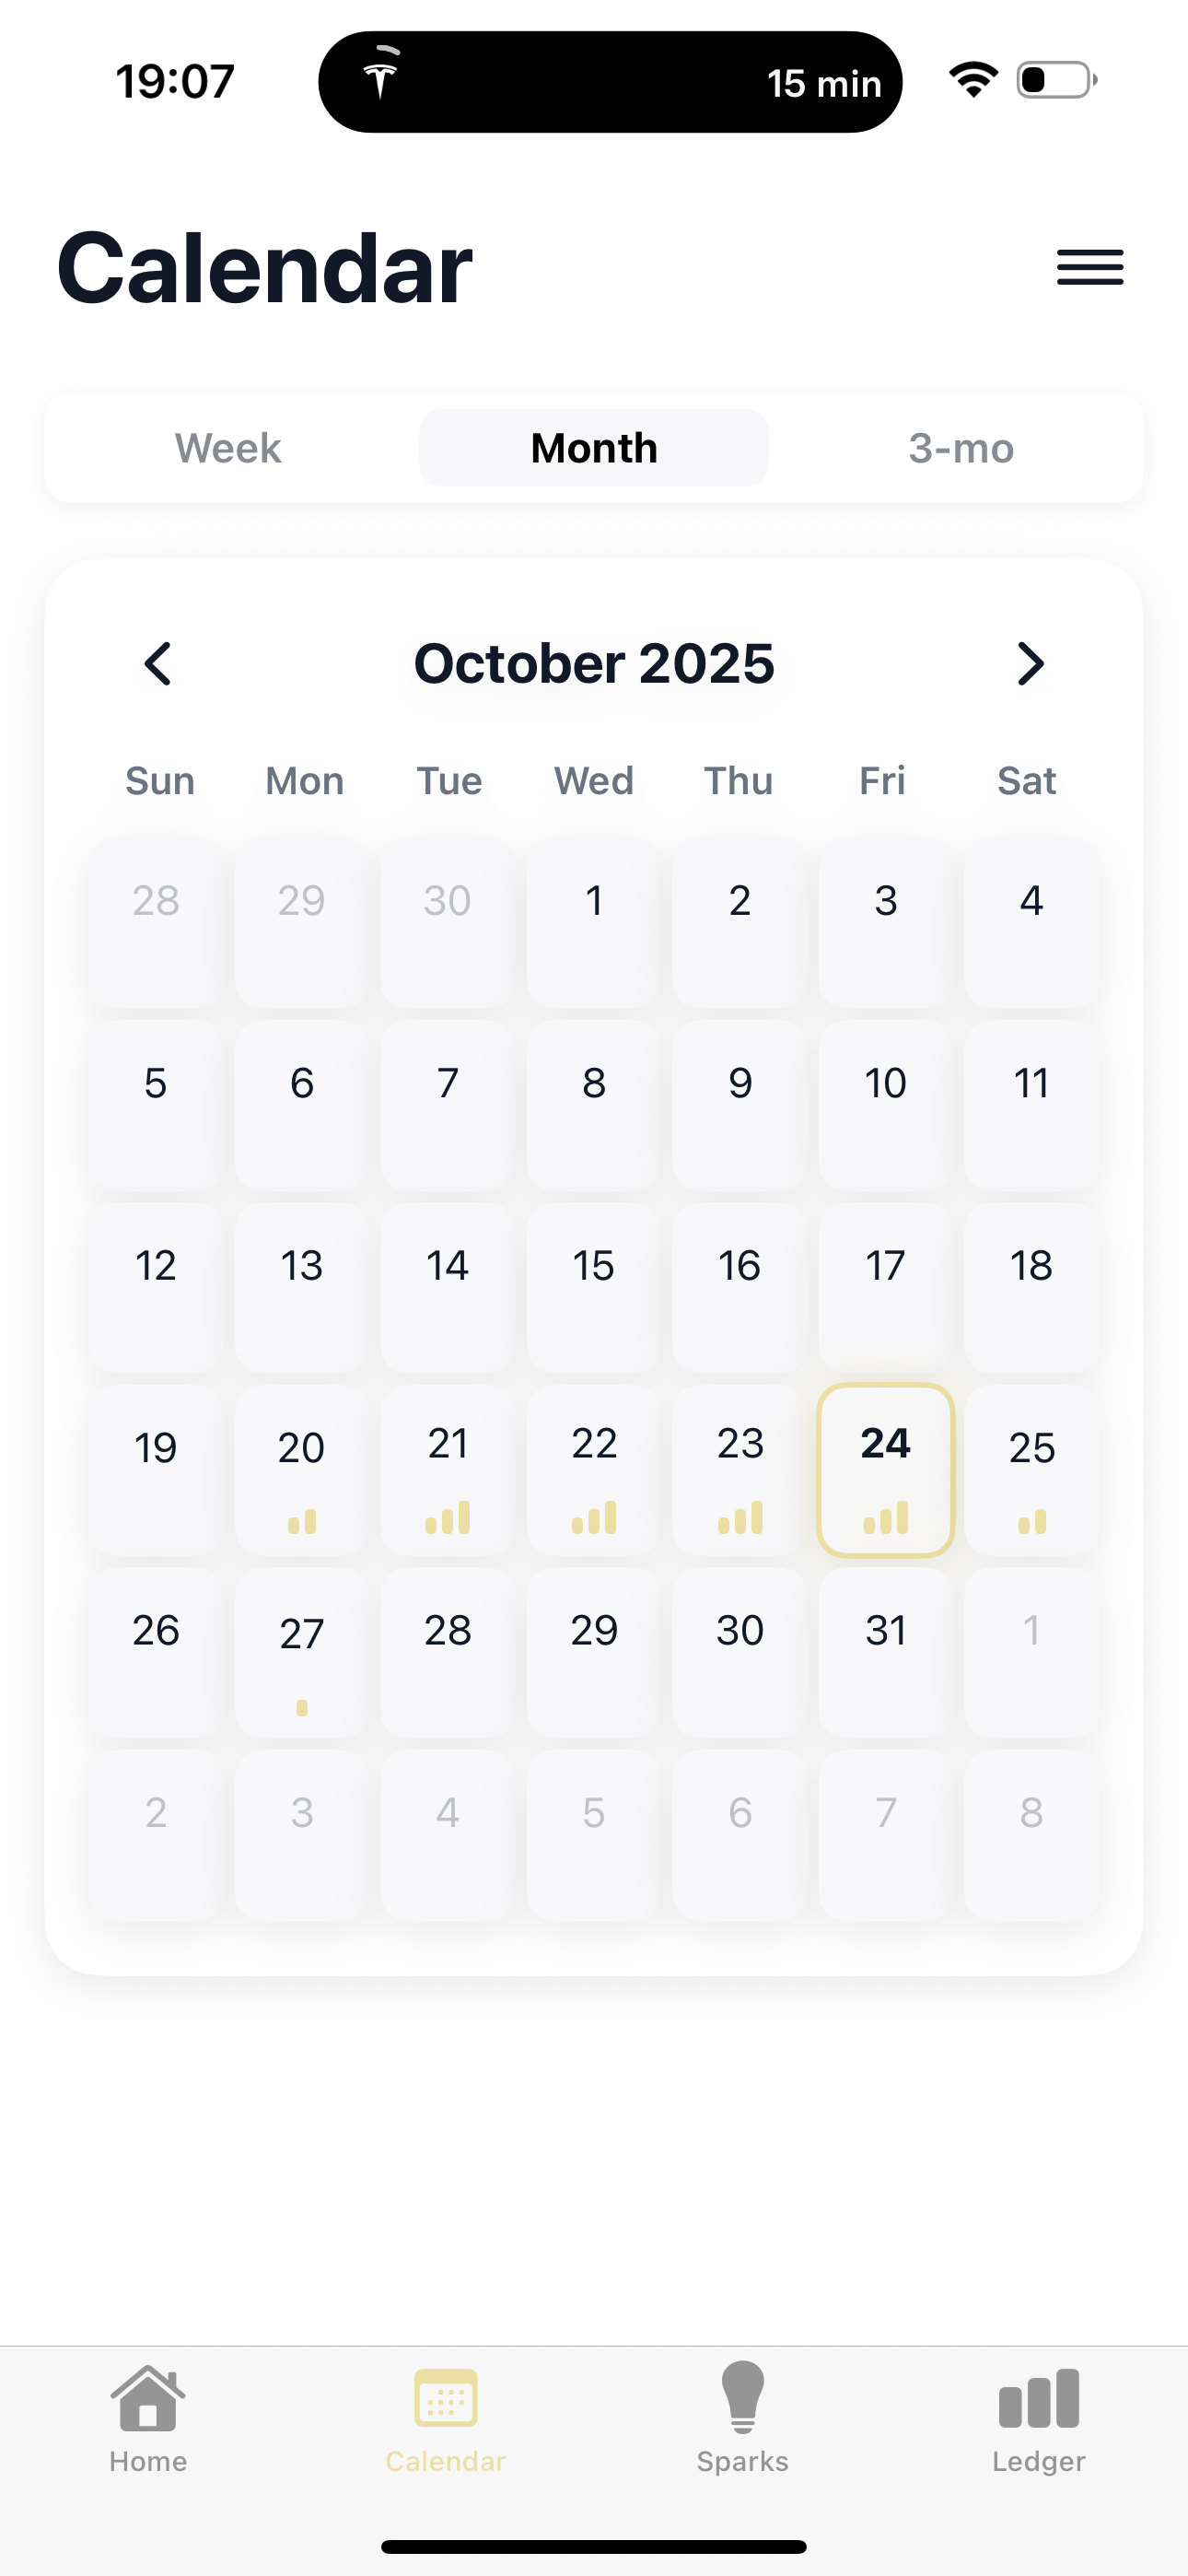 19:07 15 min
Calendar
Week Month 3-mo
October 2025
Sun Mon Tue Wed Thu Fri Sat
28 29 30 1 2 3 4
5 6 7 8 9 10 11
12 13 14 15 16 17 18
19 20 21 22 23 24 25
26 27 28 29 30 31 1
2 3 4 5 6 7 8
Home Calendar Sparks Ledger